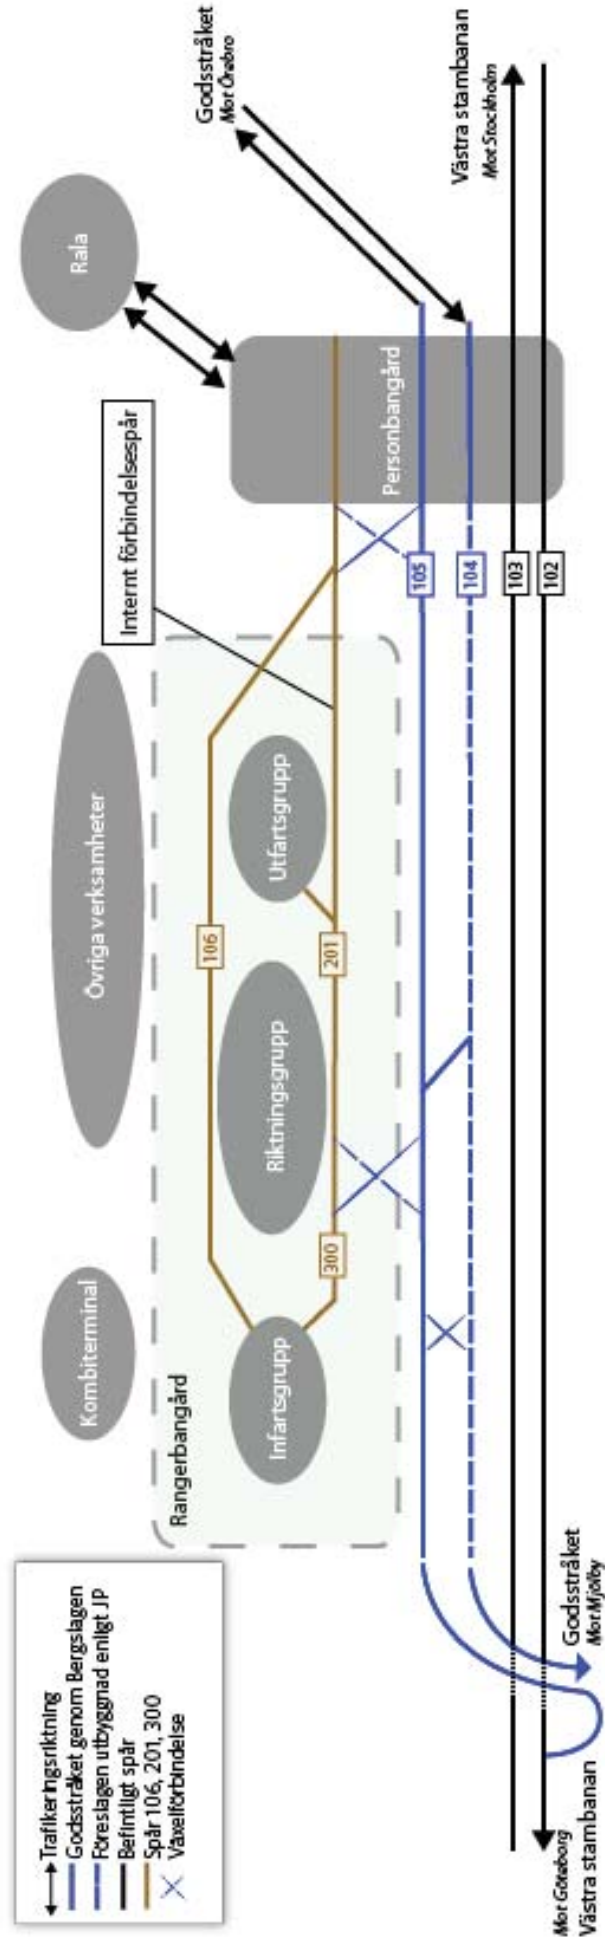 Trafikeringsriktning
Godsstråket genom Bergslagen
Föreslagen utbyggnad enligt JP
Befintligt spår
Spår 106, 201, 300
Växelförbindelse
Kombiterminal
Övriga verksamheter
Rala
Godsstråket
Mot Örebro
Internt förbindelsespår
Rangerbangård
Infartsgrupp
Riktningsgrupp
Utfartsgrupp
106
300
201
Personbangård
105
104
103
102
Västra stambanan
Mot Stockholm
Godsstråket
Mot Mjölby
Mot Göteborg
Västra stambanan